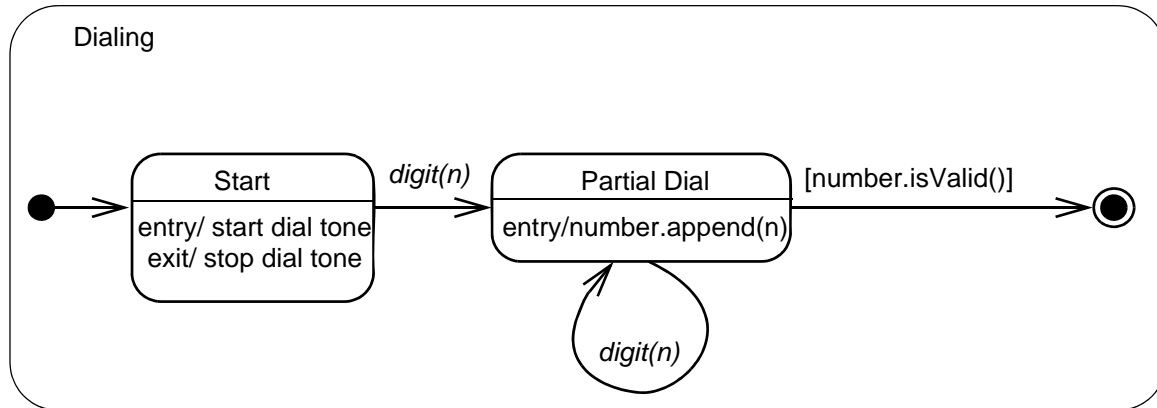 Dialing
Start
entry/ start dial tone
exit/ stop dial tone
digit(n)
Partial Dial
entry/number.append(n)
[number.isValid()]
digit(n)